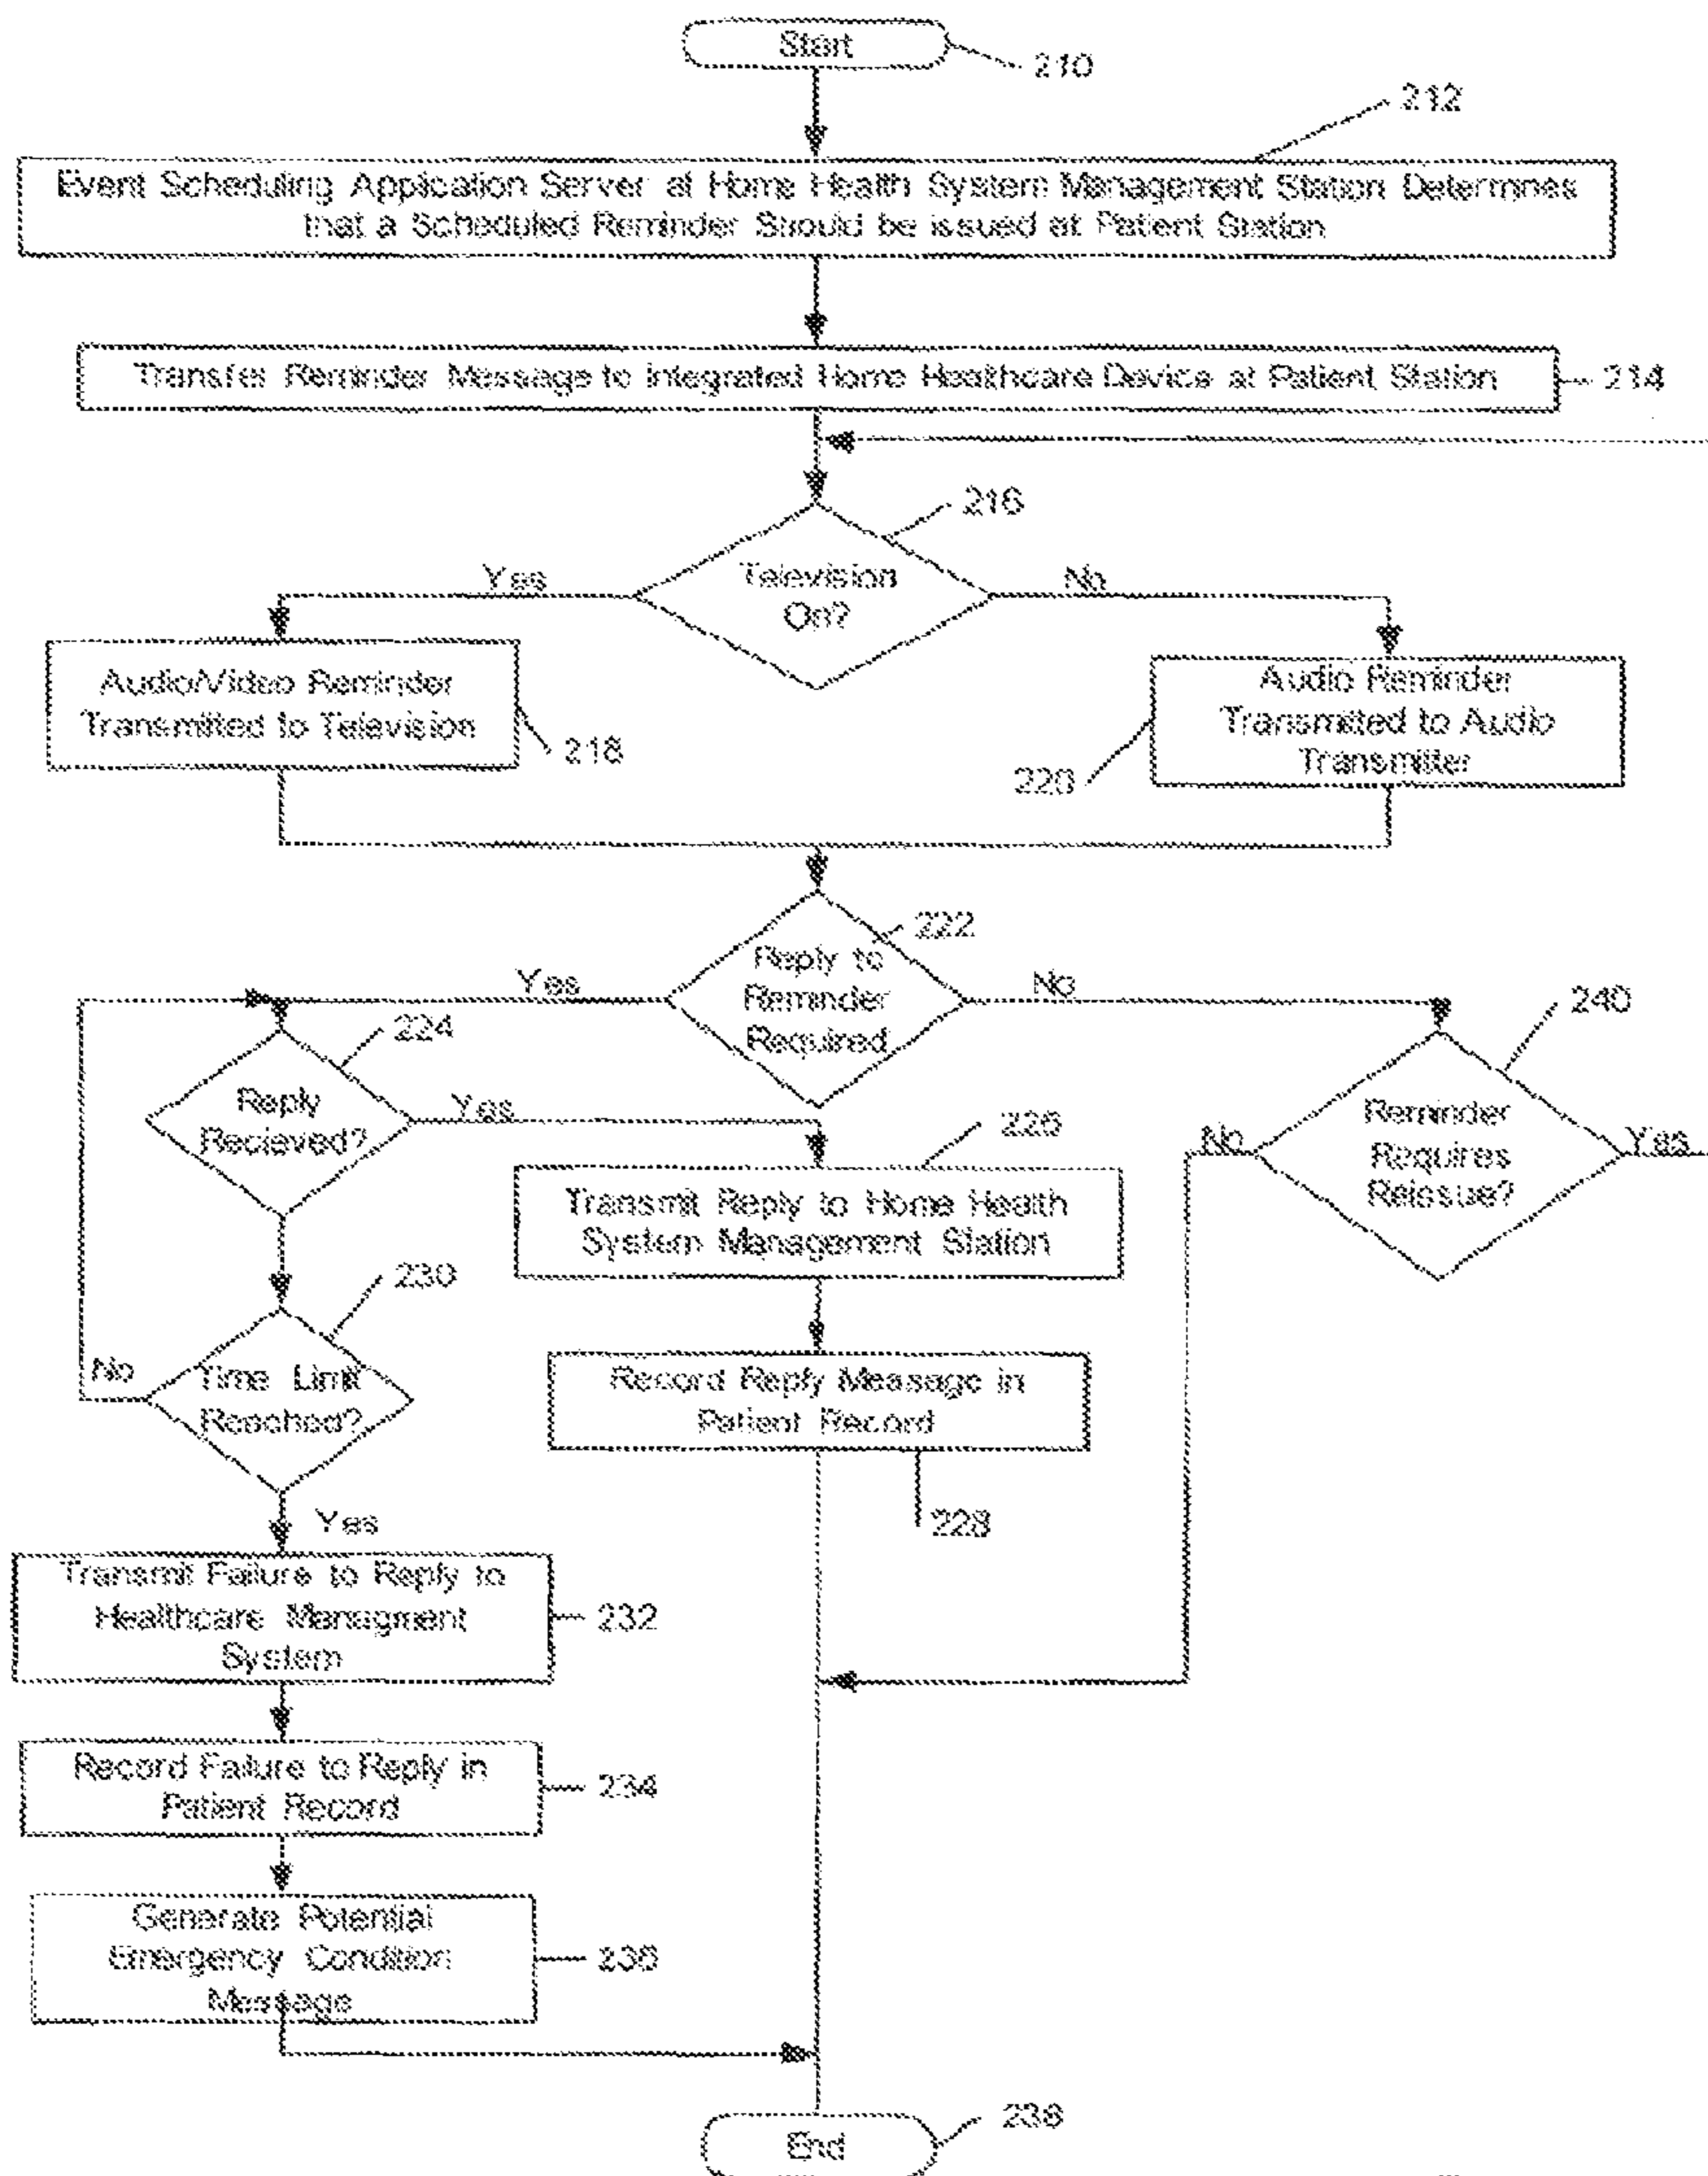 Start
210
212
Event Scheduling Application Server at Home Health System Management Station Determines
that a Scheduled Reminder Should be issued at Patient Station
Transfer Reminder Message to Integrated Home Healthcare Device at Patient Station
214
216
Television
On?
Yes
No
Audio/Video Reminder
Transmitted to Television
218
Audio Reminder
Transmitted to Audio
Transmitter
220
222
Reply to
Reminder
Required
Yes
No
224
Reply
Recieved?
Yes
240
Reminder
Requires
Reissue?
No
Yes
226
Transmit Reply to Home Health
System Management Station
230
Time Limit
Reached?
No
Yes
Record Reply Message in
Patient Record
228
Transmit Failure to Reply to
Healthcare Managment
System
232
Record Failure to Reply in
Patient Record
234
Generate Potential
Emergency Condition
Message
236
238
End